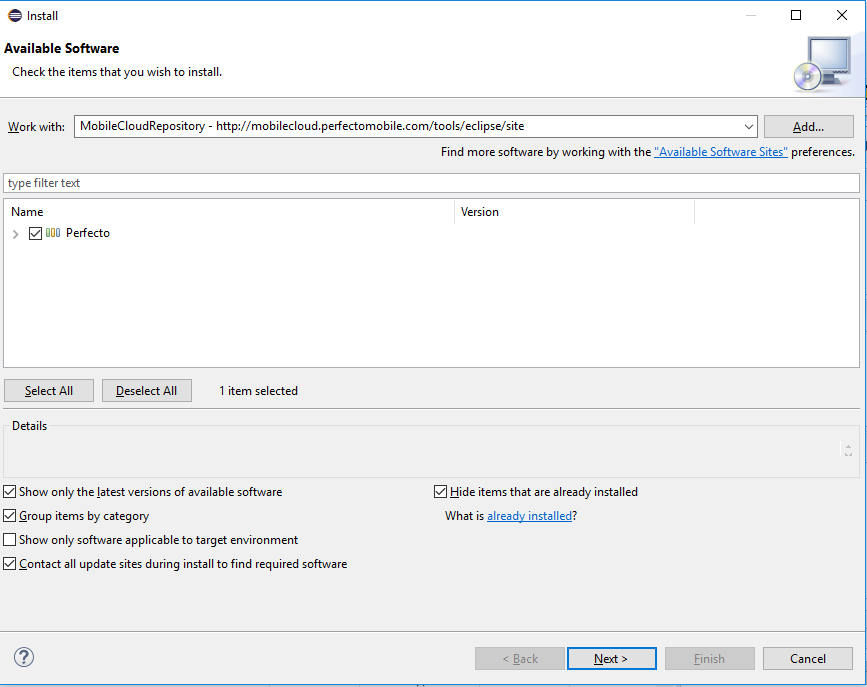 Install
Available Software
Check the items that you wish to install.
Work with: MobileCloudRepository - http://mobilecloud.perfectomobile.com/tools/eclipse/site Add...
Find more software by working with the "Available Software Sites" preferences.
type filter text
Name Version
Perfecto
Select All Deselect All 1 item selected
Details
Show only the latest versions of available software Hide items that are already installed
Group items by category What is already installed?
Show only software applicable to target environment
Contact all update sites during install to find required software
? < Back Next > Finish Cancel